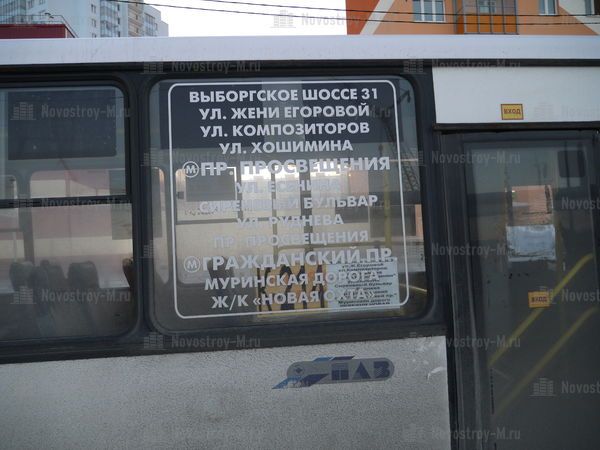 Novostroy-M.ru
ВЫБОРГСКОЕ ШОССЕ 31
УЛ. ЖЕНИ ЕГОРОВОЙ
УЛ. КОМПОЗИТОРОВ
УЛ. ХОШИМИНА
М ПР. ПРОСВЕЩЕНИЯ
УЛ. ЕСЕНИНА
СИРЕНЕВЫЙ БУЛЬВАР
УЛ. РУДНЕВА
ПР. ПРОСВЕЩЕНИЯ
М ГРАЖДАНСКИЙ ПР.
МУРИНСКАЯ ДОРОГА
Ж/К «НОВАЯ ОХТА»
ВХОД
ВХОД
ПАЗ